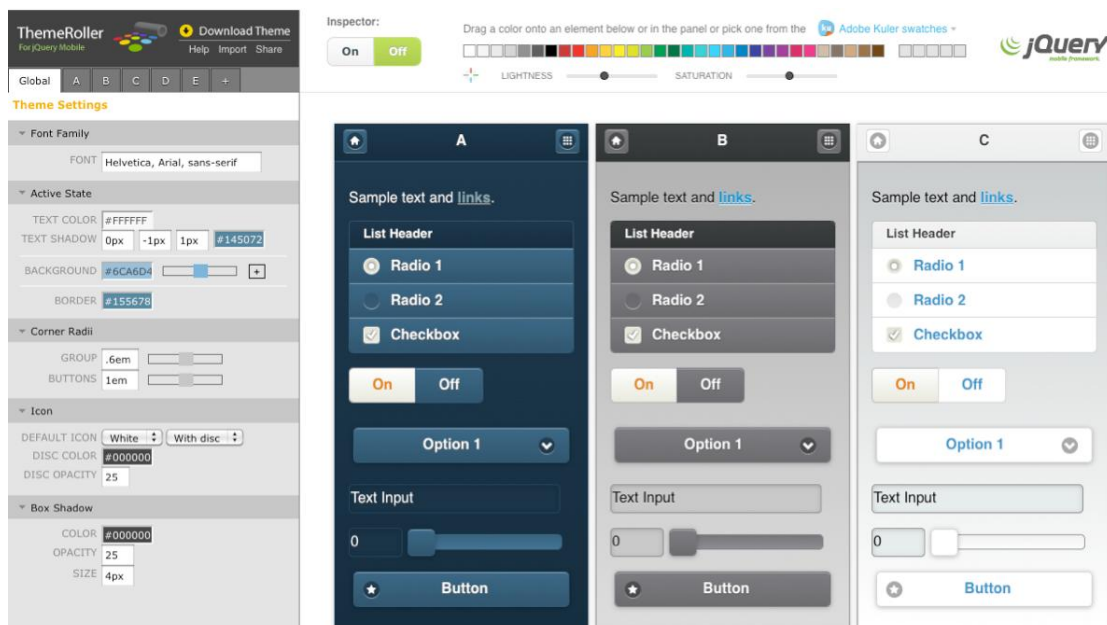 ThemeRoller
For jQuery Mobile
Download Theme
Help Import Share
Inspector:
On Off
Drag a color onto an element below or in the panel or pick one from the Adobe Kuler swatches
LIGHTNESS SATURATION
jQuery
mobile framework
Global A B C D E +
Theme Settings
Font Family
FONT Helvetica, Arial, sans-serif
Active State
TEXT COLOR #FFFFFF
TEXT SHADOW 0px -1px 1px #145072
BACKGROUND #6CA6D4 +
BORDER #155678
Corner Radii
GROUP .6em
BUTTONS 1em
Icon
DEFAULT ICON White With disc
DISC COLOR #000000
DISC OPACITY 25
Box Shadow
COLOR #000000
OPACITY 25
SIZE 4px
A
Sample text and links.
List Header
Radio 1
Radio 2
Checkbox
On Off
Option 1
Text Input
0
Button
B
Sample text and links.
List Header
Radio 1
Radio 2
Checkbox
On Off
Option 1
Text Input
0
Button
C
Sample text and links.
List Header
Radio 1
Radio 2
Checkbox
On Off
Option 1
Text Input
0
Button